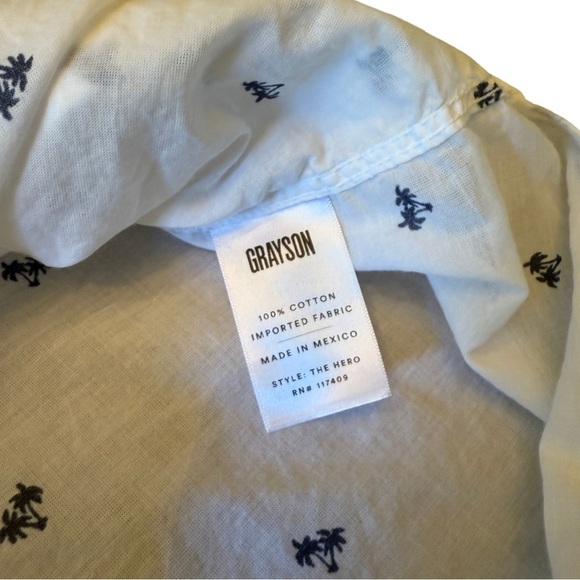 GRAYSON
100% COTTON
IMPORTED FABRIC
MADE IN MEXICO
STYLE: THE HERO
RN# 117409